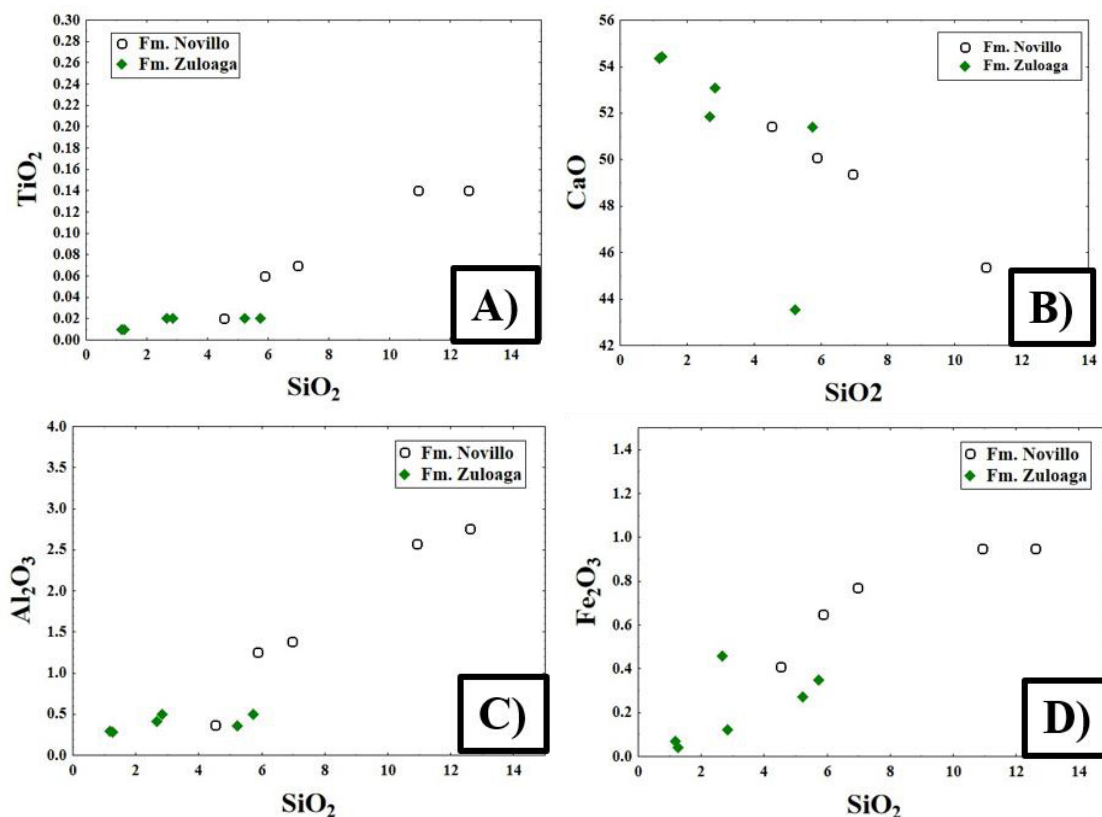 0.30
0.28
0.26
0.24
0.22
0.20
0.18
0.16
0.14
0.12
0.10
0.08
0.06
0.04
0.02
0.00
TiO₂
Fm. Novillo
Fm. Zuloaga
A)
0 2 4 6 8 10 12 14
SiO₂
56
54
52
50
48
46
44
42
CaO
Fm. Novillo
Fm. Zuloaga
B)
0 2 4 6 8 10 12 14
SiO2
4.0
3.5
3.0
2.5
2.0
1.5
1.0
0.5
0.0
Al₂O₃
Fm. Novillo
Fm. Zuloaga
C)
0 2 4 6 8 10 12 14
SiO₂
1.4
1.2
1.0
0.8
0.6
0.4
0.2
0.0
Fe₂O₃
Fm. Novillo
Fm. Zuloaga
D)
0 2 4 6 8 10 12 14
SiO₂